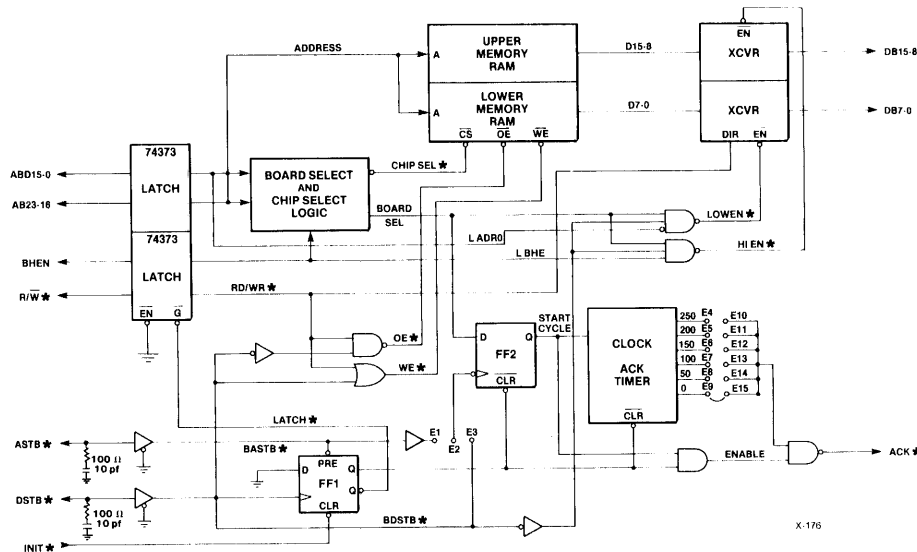 EN
ADDRESS
UPPER
MEMORY
RAM
A
D15-8
XCVR
DB15-8
LOWER
MEMORY
RAM
A
D7-0
XCVR
DB7-0
CS
OE
WE
DIR
EN
74373
LATCH
ABD15-0
AB23-16
BOARD SELECT
AND
CHIP SELECT
LOGIC
CHIP SEL*
BOARD
SEL
LOWEN*
L ADR0
HI EN*
74373
LATCH
BHEN
L BHE
R/W*
RD/WR*
EN
G
OE*
WE*
START
CYCLE
D
Q
FF2
CLR
CLOCK
ACK
TIMER
CLR
250 E4 E10
200 E5 E11
150 E6 E12
100 E7 E13
50 E8 E14
0 E9 E15
LATCH*
ASTB*
100 Ω
10 pf
BASTB*
E1
E2
E3
PRE
D
Q
FF1
Q
CLR
ENABLE
ACK*
DSTB*
100 Ω
10 pf
BDSTB*
INIT*
X-176